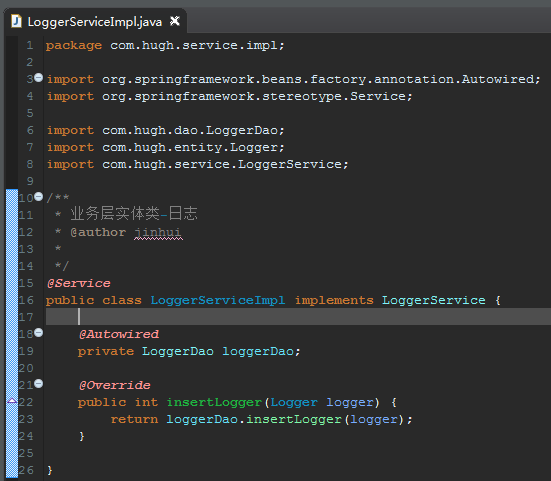 LoggerServiceImpl.java
1 package com.hugh.service.impl;
2
3 import org.springframework.beans.factory.annotation.Autowired;
4 import org.springframework.stereotype.Service;
5
6 import com.hugh.dao.LoggerDao;
7 import com.hugh.entity.Logger;
8 import com.hugh.service.LoggerService;
9
10 /**
11 * 业务层实体类-日志
12 * @author jinhui
13 *
14 */
15 @Service
16 public class LoggerServiceImpl implements LoggerService {
17
18 @Autowired
19 private LoggerDao loggerDao;
20
21 @Override
22 public int insertLogger(Logger logger) {
23 return loggerDao.insertLogger(logger);
24 }
25
26 }